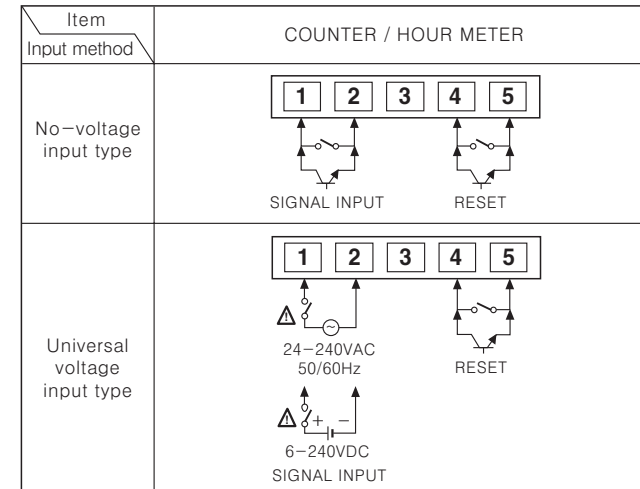 Item
Input method
COUNTER / HOUR METER
No-voltage
input type
1 2 3 4 5
SIGNAL INPUT RESET
Universal
voltage
input type
1 2 3 4 5
24-240VAC
50/60Hz
RESET
+ -
6-240VDC
SIGNAL INPUT